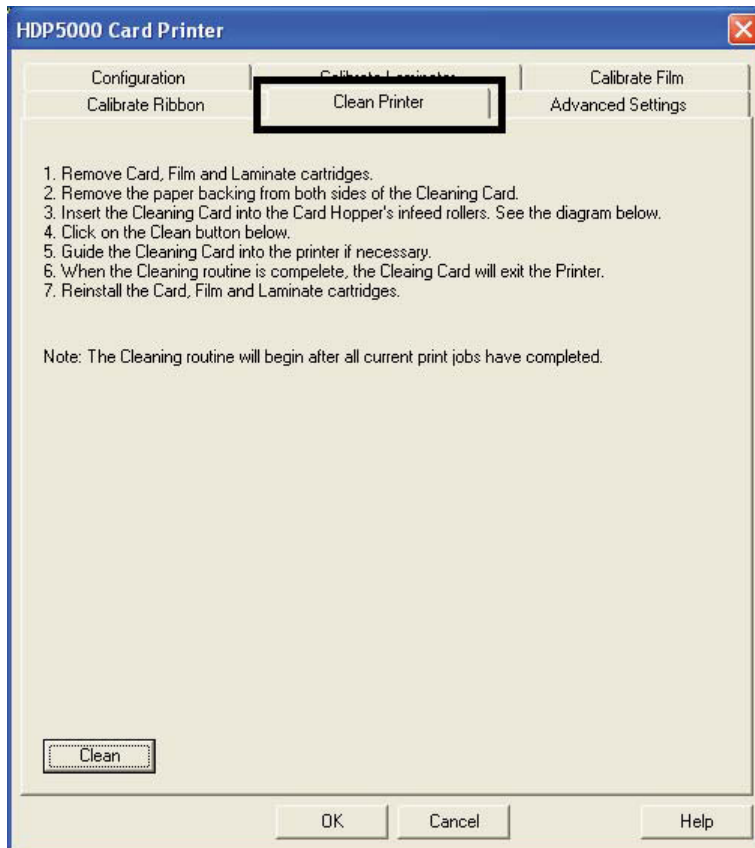 HDP5000 Card Printer
Configuration
Calibrate Laminator
Calibrate Film
Calibrate Ribbon
Clean Printer
Advanced Settings
1. Remove Card, Film and Laminate cartridges.
2. Remove the paper backing from both sides of the Cleaning Card.
3. Insert the Cleaning Card into the Card Hopper's infeed rollers. See the diagram below.
4. Click on the Clean button below.
5. Guide the Cleaning Card into the printer if necessary.
6. When the Cleaning routine is compelete, the Cleaing Card will exit the Printer.
7. Reinstall the Card, Film and Laminate cartridges.
Note: The Cleaning routine will begin after all current print jobs have completed.
Clean
OK
Cancel
Help